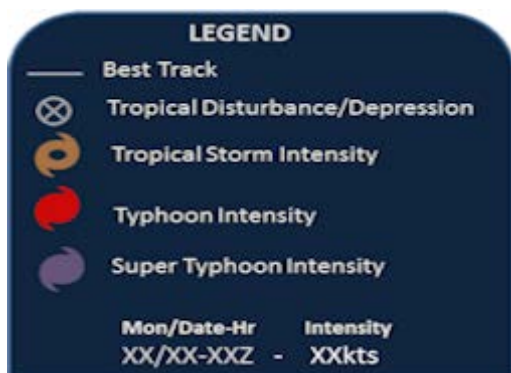 LEGEND
Best Track
Tropical Disturbance/Depression
Tropical Storm Intensity
Typhoon Intensity
Super Typhoon Intensity
Mon/Date-Hr Intensity
XX/XX-XXZ - XXkts